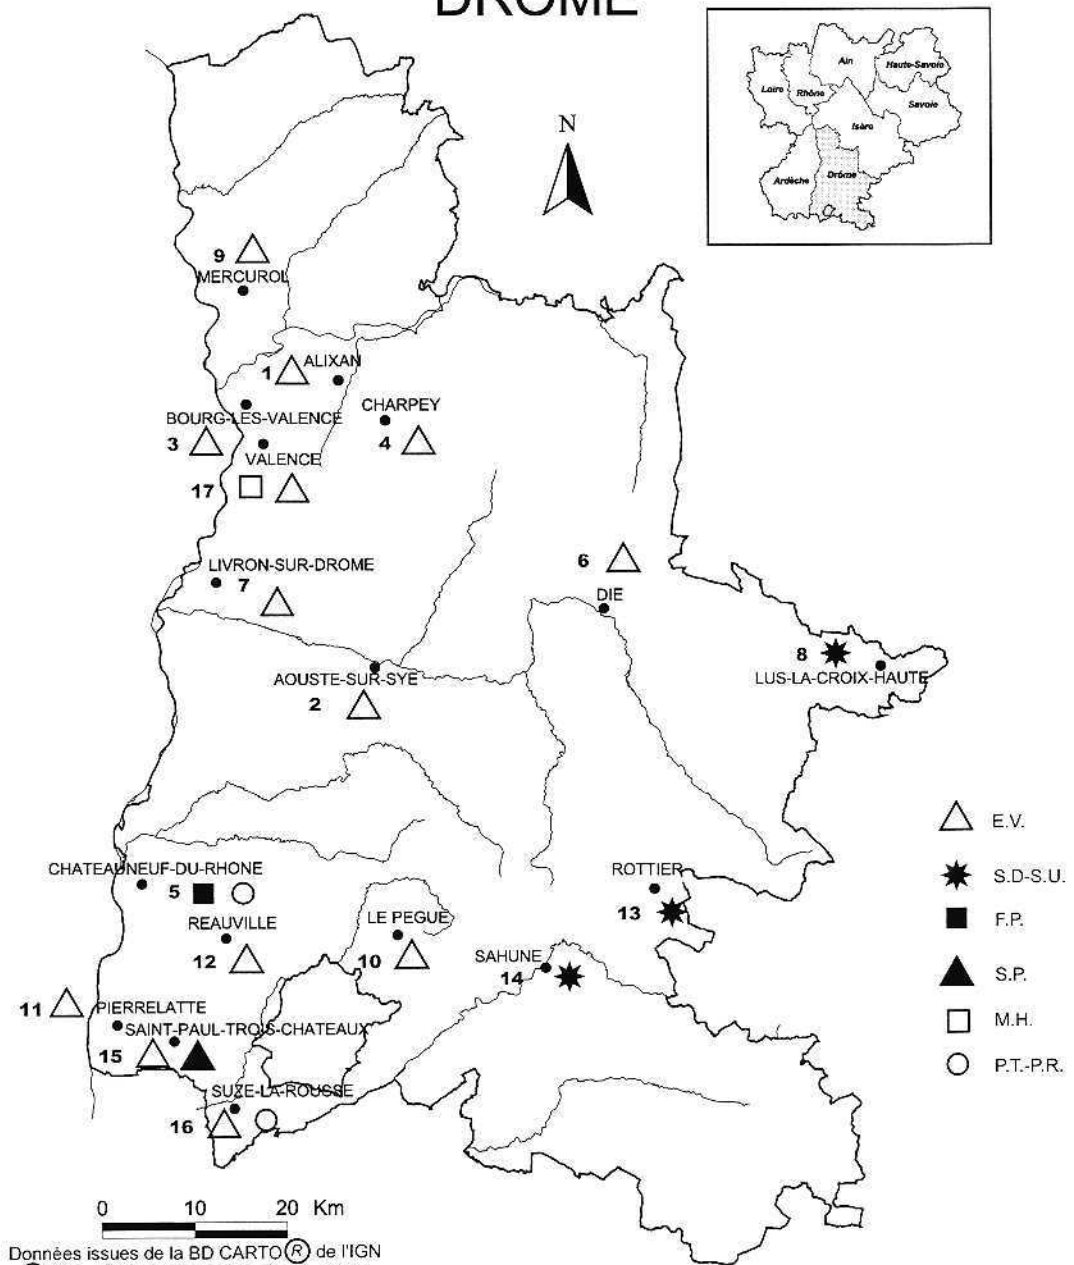 DROME
Ain
Haute-Savoie
Loire
Rhône
Savoie
Isère
Ardèche
Drôme
N
9
MERCUROL
1
ALIXAN
BOURG-LES-VALENCE
CHARPEY
3
4
VALENCE
17
6
LIVRON-SUR-DROME
7
DIE
8
LUS-LA-CROIX-HAUTE
AOUSTE-SUR-SYE
2
E.V.
CHATEAUNEUF-DU-RHONE
5
ROTTIER
13
S.D-S.U.
F.P.
REAUVILLE
12
LE PEGUE
10
SAHUNE
14
S.P.
11
PIERRELATTE
SAINT-PAUL-TROIS-CHATEAUX
15
M.H.
P.T.-P.R.
SUZE-LA-ROUSSE
16
0 10 20 Km
Données issues de la BD CARTO R de l'IGN